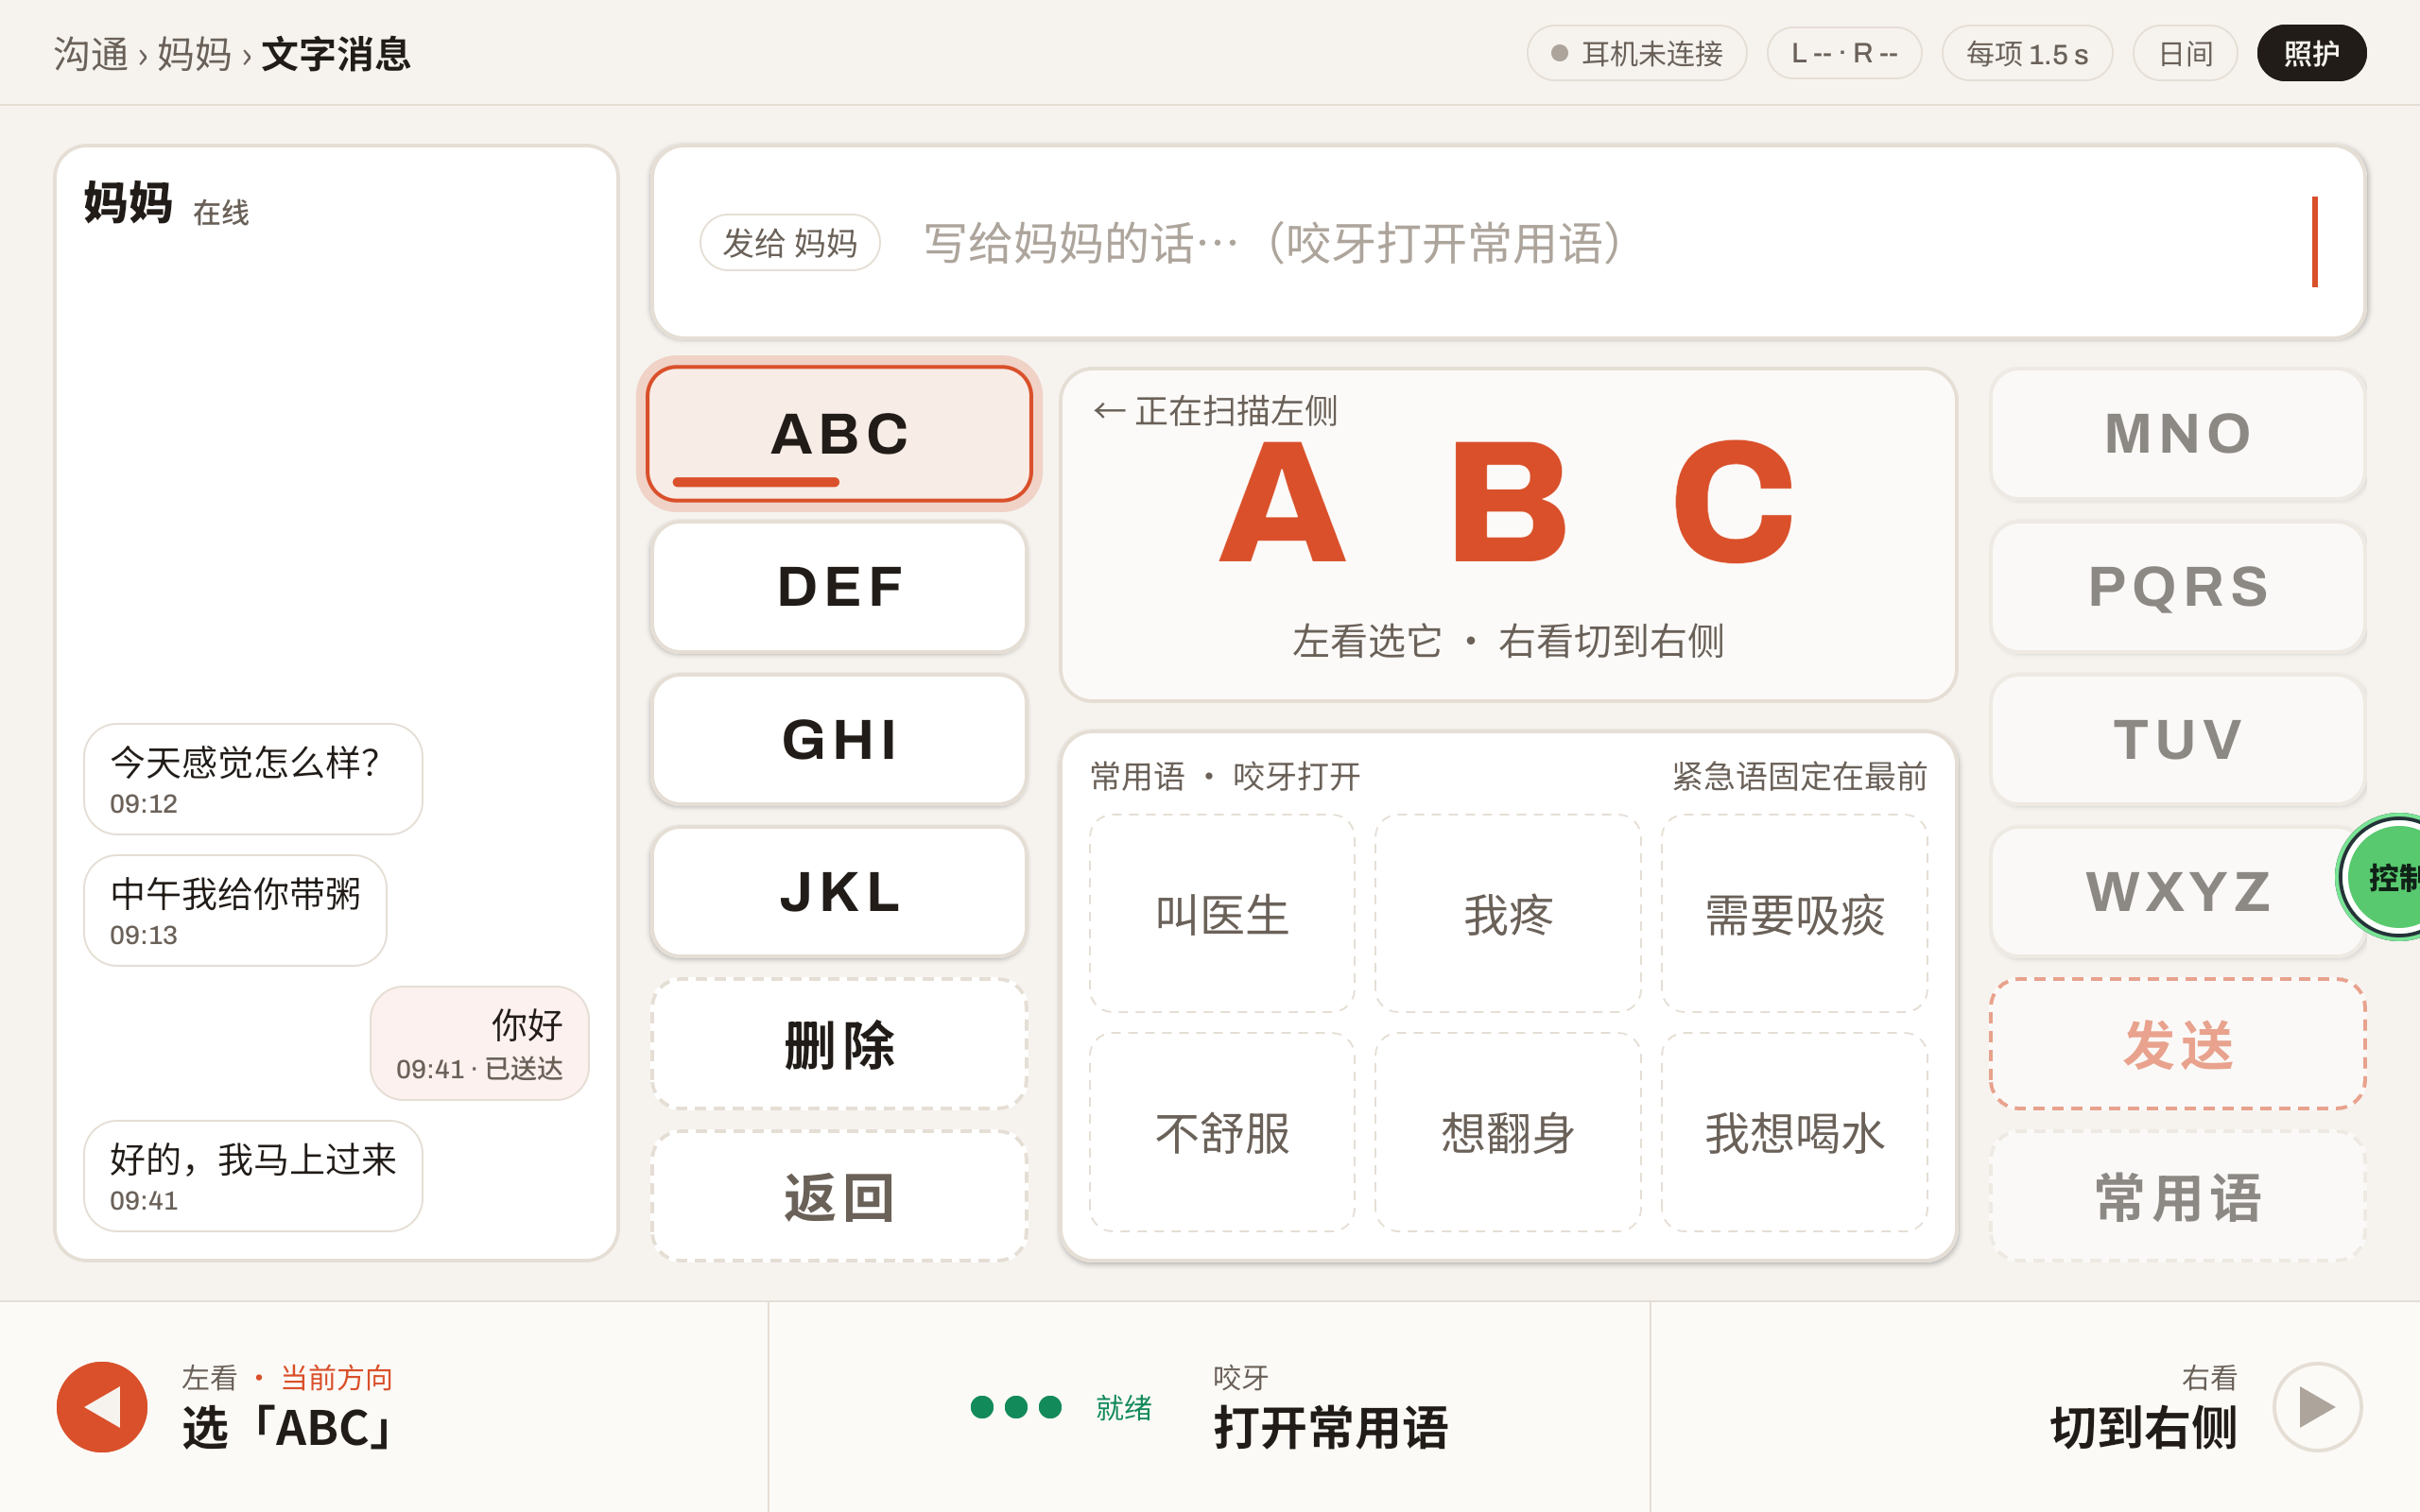 沟通 › 妈妈 › 文字消息
耳机未连接
L -- · R --
每项 1.5 s
日间
照护
妈妈 在线
今天感觉怎么样？
09:12
中午我给你带粥
09:13
你好
09:41 · 已送达
好的，我马上过来
09:41
发给 妈妈
写给妈妈的话…（咬牙打开常用语）
ABC
DEF
GHI
JKL
删除
返回
← 正在扫描左侧
A B C
左看选它 · 右看切到右侧
常用语 · 咬牙打开
紧急语固定在最前
叫医生
我疼
需要吸痰
不舒服
想翻身
我想喝水
MNO
PQRS
TUV
WXYZ
发送
常用语
左看 · 当前方向
选「ABC」
就绪
咬牙
打开常用语
右看
切到右侧